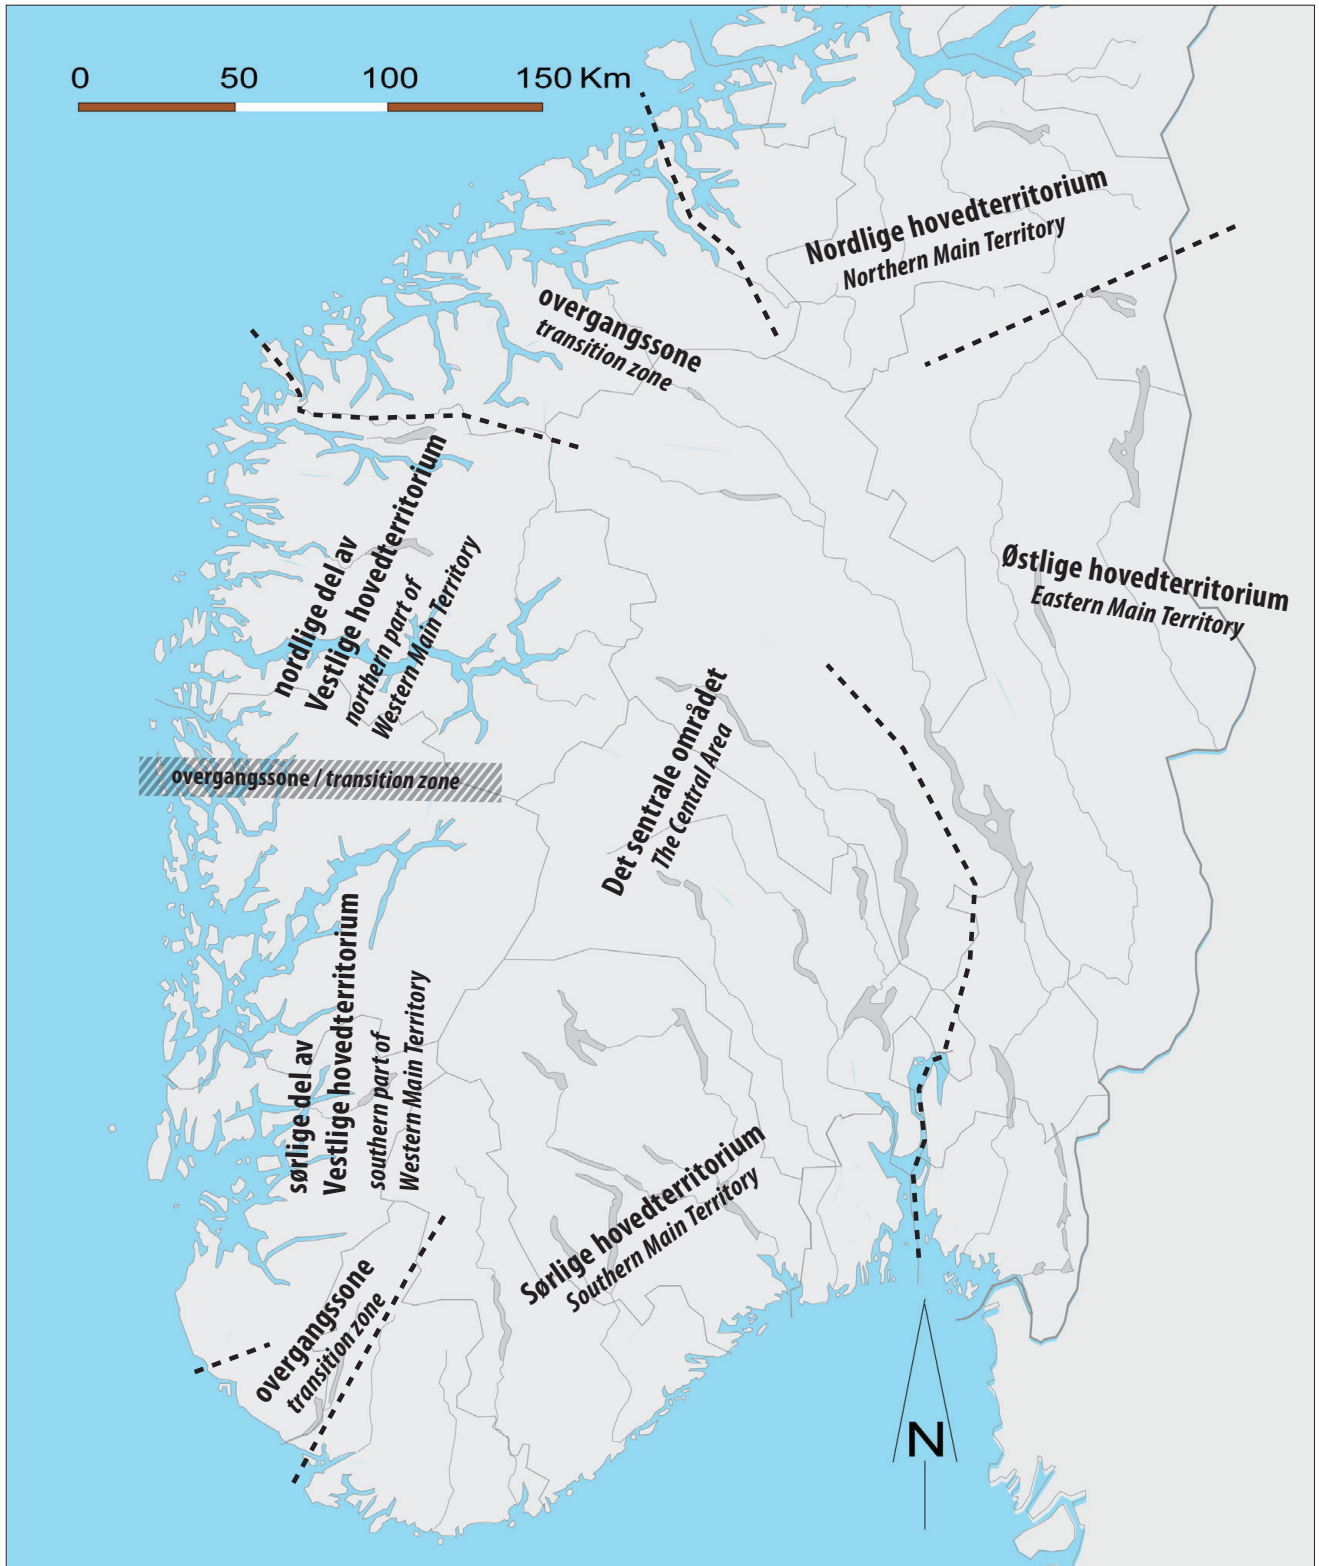 0 50 100 150 Km
Nordlige hovedterritorium
Northern Main Territory
overgangssone
transition zone
nordlige del av
Vestlige hovedterritorium
northern part of
Western Main Territory
Østlige hovedterritorium
Eastern Main Territory
Det sentrale området
The Central Area
overgangssone / transition zone
sørlige del av
Vestlige hovedterritorium
southern part of
Western Main Territory
Sørlige hovedterritorium
Southern Main Territory
overgangssone
transition zone
N